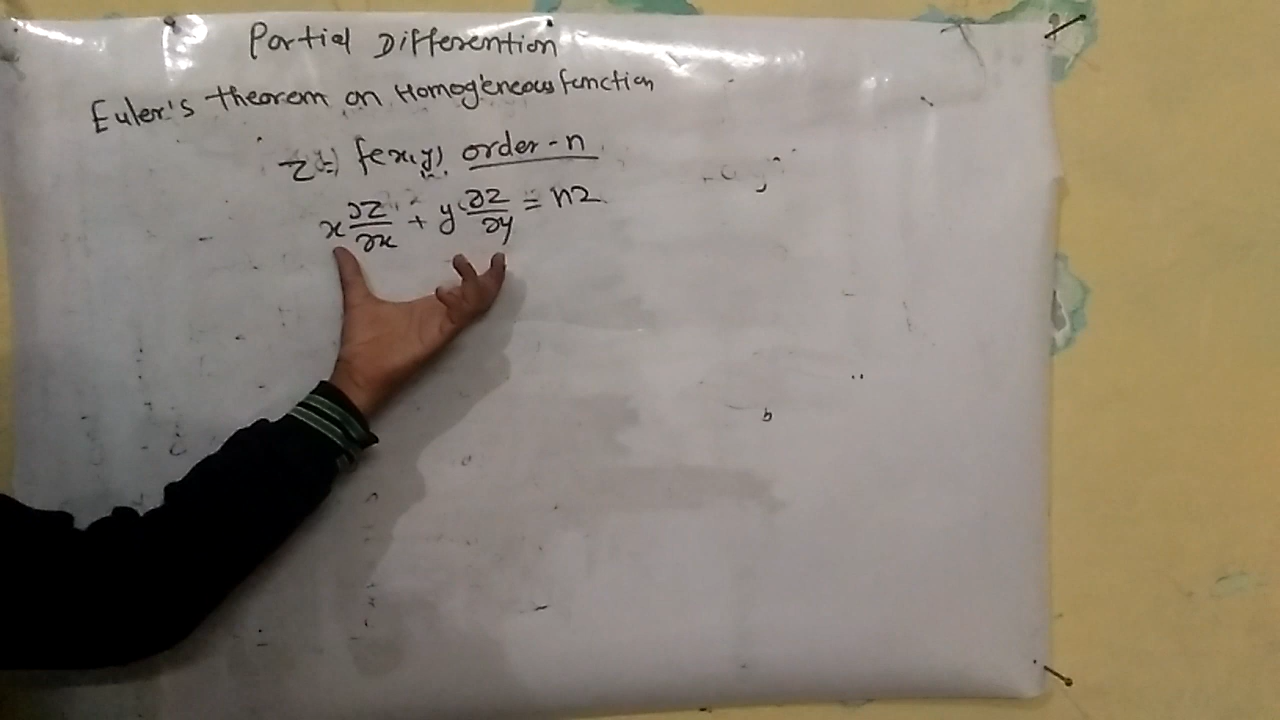 Partial Differention
Euler's theorem on Homogeneous function
z = f(x,y) order-n
x ∂z/∂x + y ∂z/∂y = nz